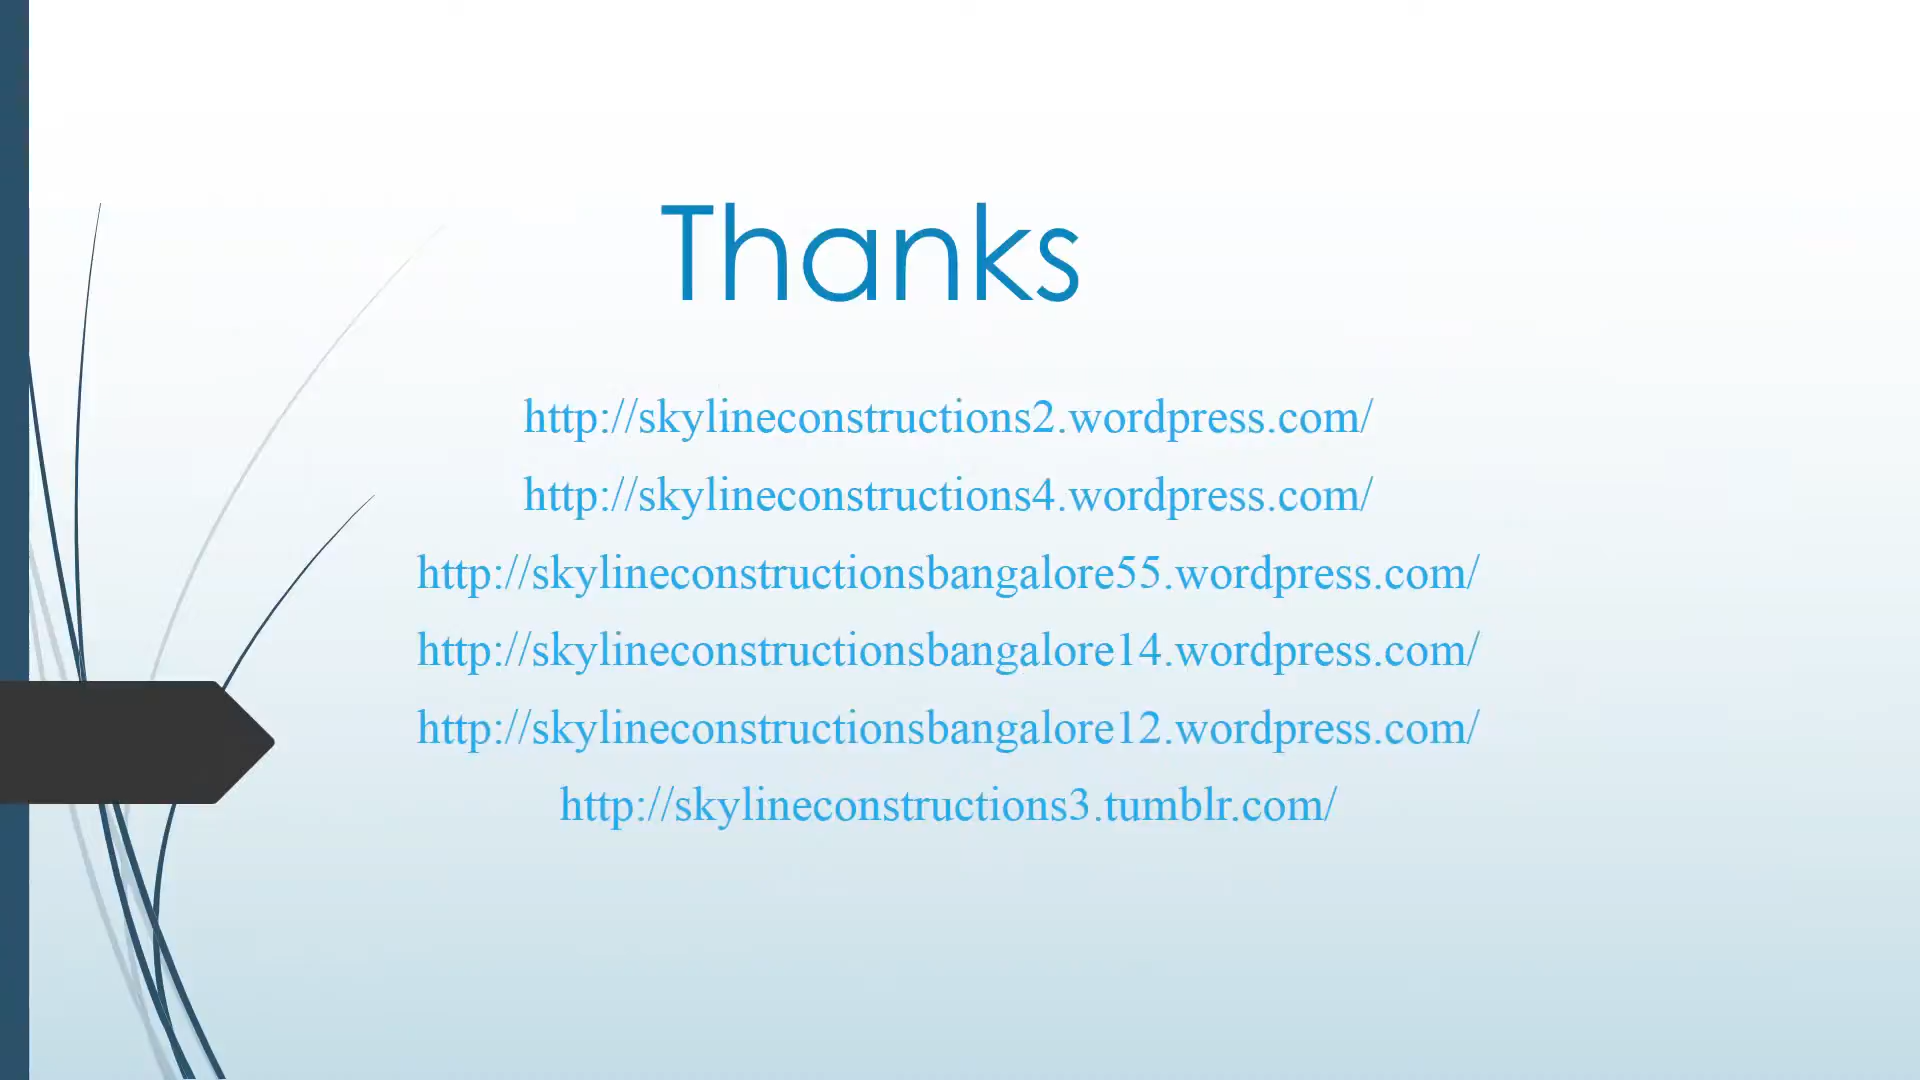 Thanks
http://skylineconstructions2.wordpress.com/
http://skylineconstructions4.wordpress.com/
http://skylineconstructionsbangalore55.wordpress.com/
http://skylineconstructionsbangalore14.wordpress.com/
http://skylineconstructionsbangalore12.wordpress.com/
http://skylineconstructions3.tumblr.com/